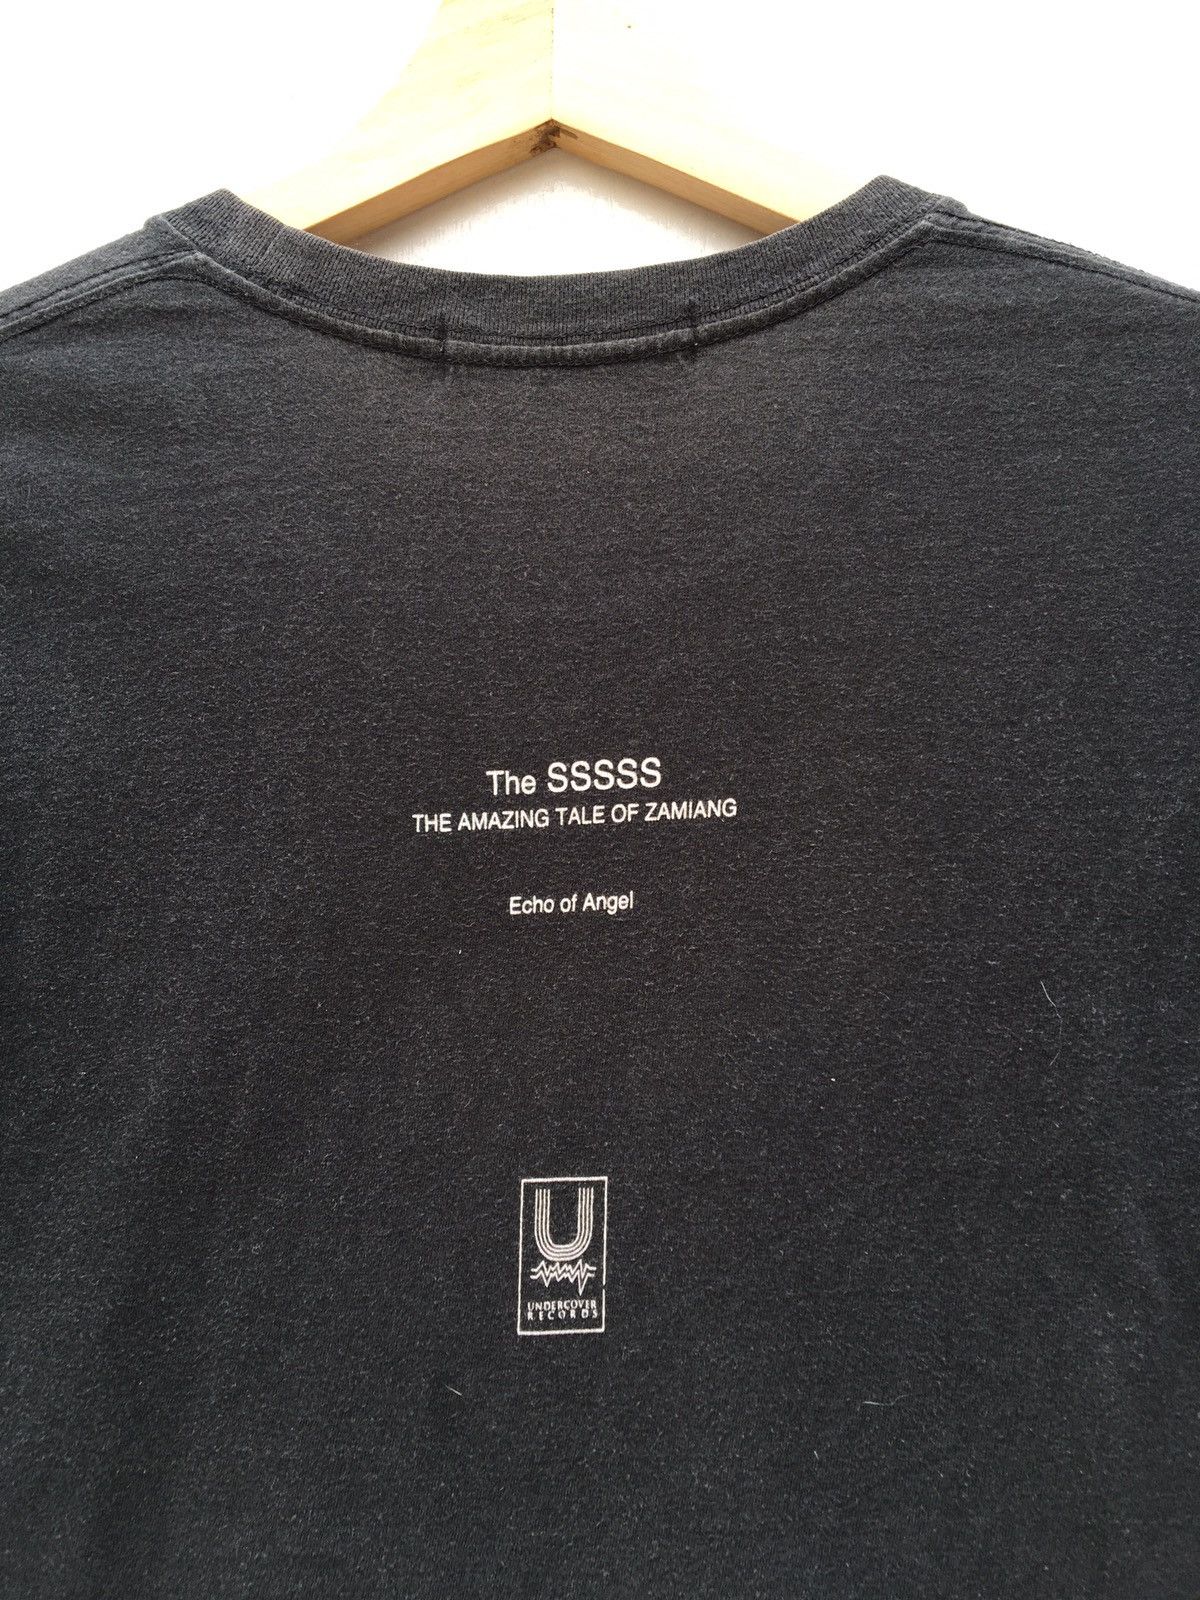 The SSSSS
THE AMAZING TALE OF ZAMIANG
Echo of Angel
U
UNDERCOVER
RECORDS